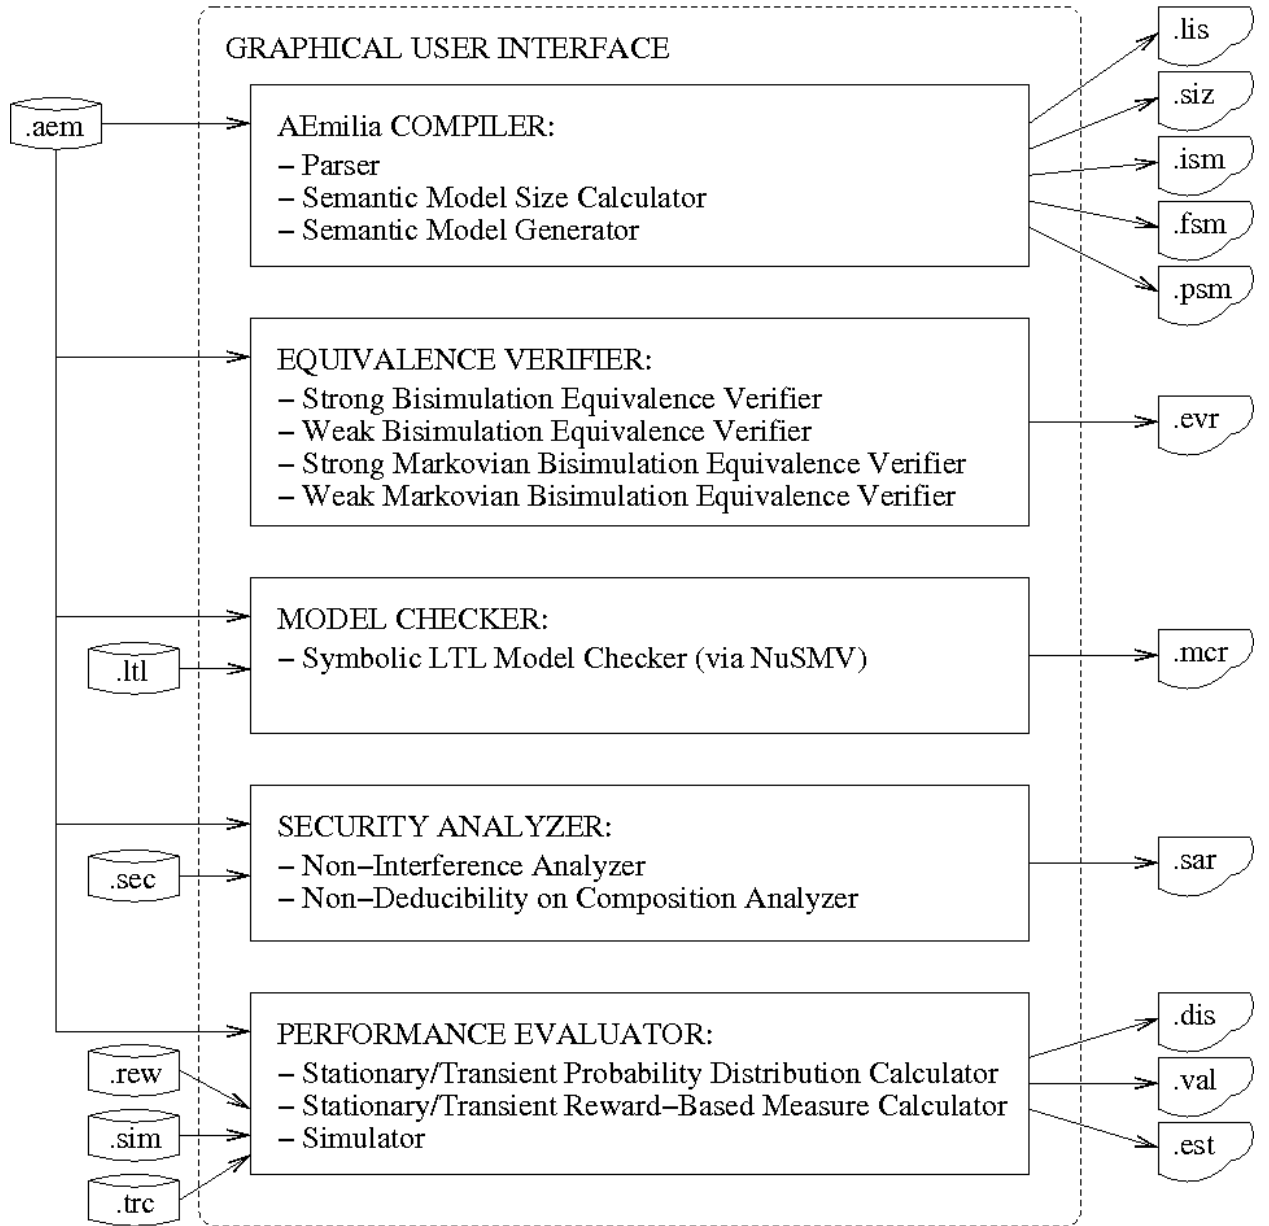 GRAPHICAL USER INTERFACE
.aem
AEmilia COMPILER:
– Parser
– Semantic Model Size Calculator
– Semantic Model Generator
.lis
.siz
.ism
.fsm
.psm
EQUIVALENCE VERIFIER:
– Strong Bisimulation Equivalence Verifier
– Weak Bisimulation Equivalence Verifier
– Strong Markovian Bisimulation Equivalence Verifier
– Weak Markovian Bisimulation Equivalence Verifier
.evr
MODEL CHECKER:
.ltl
– Symbolic LTL Model Checker (via NuSMV)
.mcr
SECURITY ANALYZER:
.sec
– Non–Interference Analyzer
– Non–Deducibility on Composition Analyzer
.sar
PERFORMANCE EVALUATOR:
.rew
.sim
.trc
– Stationary/Transient Probability Distribution Calculator
– Stationary/Transient Reward–Based Measure Calculator
– Simulator
.dis
.val
.est